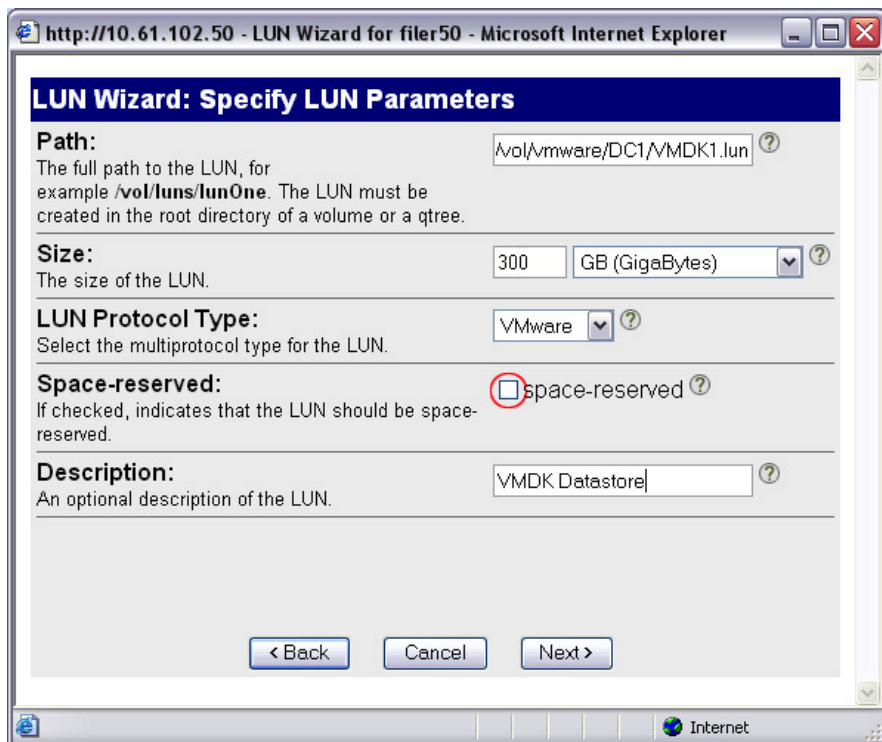 http://10.61.102.50 - LUN Wizard for filer50 - Microsoft Internet Explorer
LUN Wizard: Specify LUN Parameters
Path:
The full path to the LUN, for
example /vol/luns/lunOne. The LUN must be
created in the root directory of a volume or a qtree.
/vol/vmware/DC1/VMDK1.lun ?
Size:
The size of the LUN.
300 GB (GigaBytes) ?
LUN Protocol Type:
Select the multiprotocol type for the LUN.
VMware ?
Space-reserved:
If checked, indicates that the LUN should be space-
reserved.
space-reserved ?
Description:
An optional description of the LUN.
VMDK Datastore ?
< Back Cancel Next >
Internet